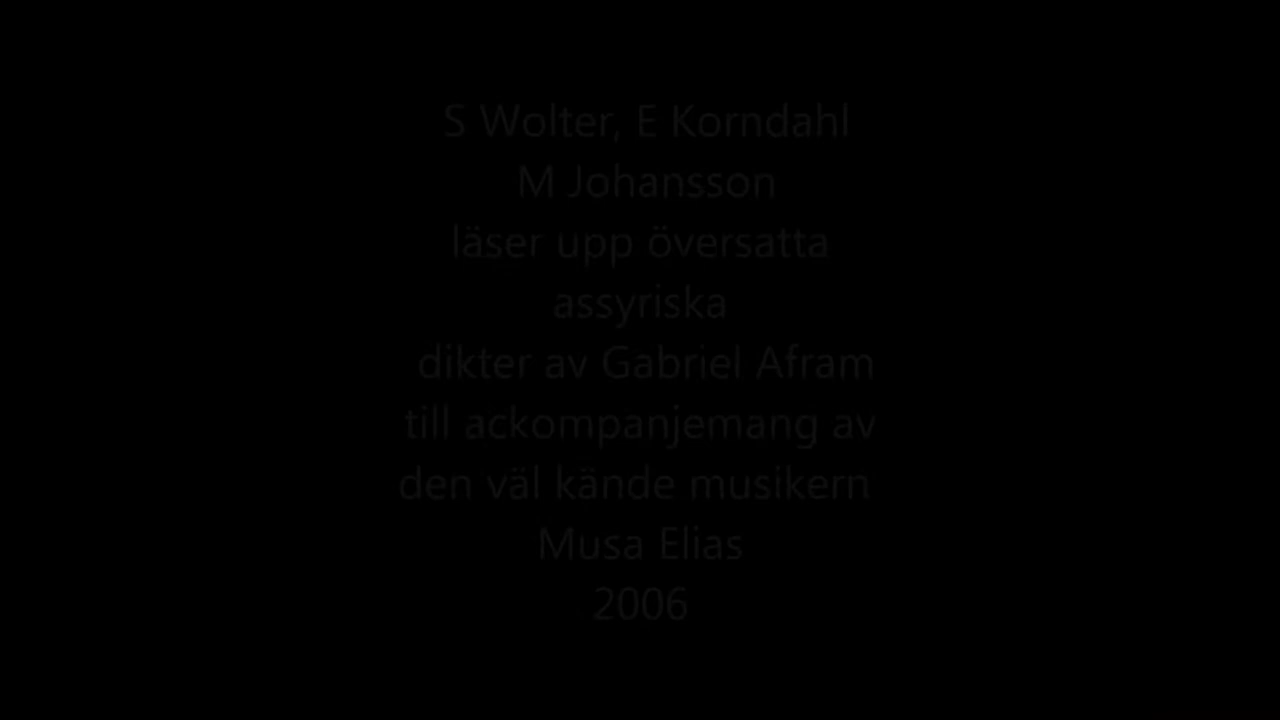 S Wolter, E Korndahl
M Johansson
läser upp översatta
assyriska
dikter av Gabriel Afram
till ackompanjemang av
den väl kände musikern
Musa Elias
2006